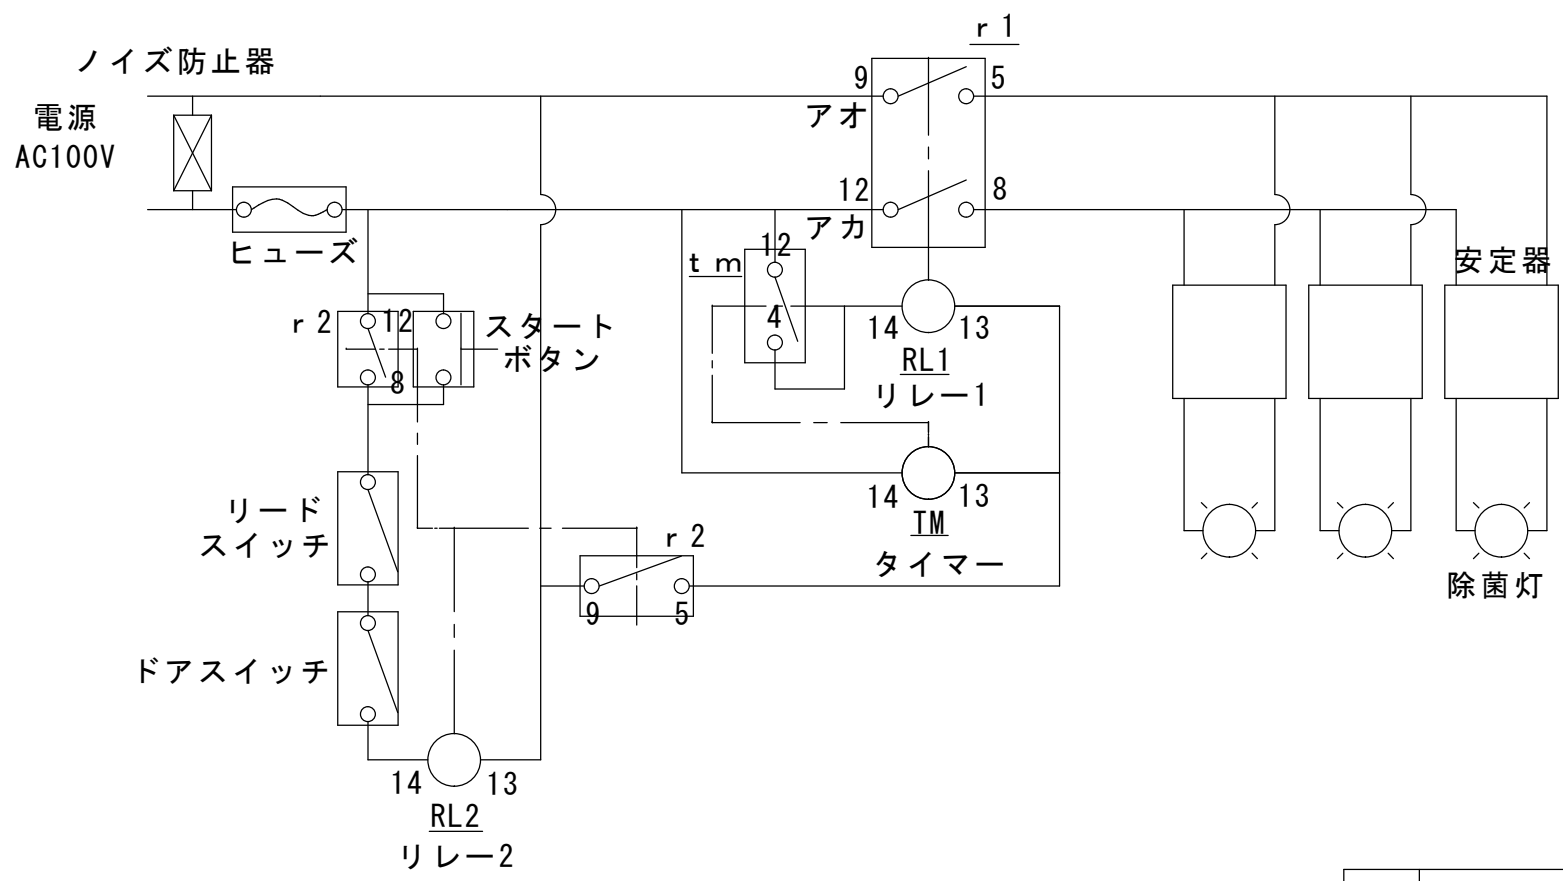 ノイズ防止器
電源
AC100V
ヒューズ
r1
9
5
アオ
12
8
アカ
tm
12
4
14
13
RL1
リレー1
安定器
r2
12
8
スタート
ボタン
リード
スイッチ
14
13
TM
タイマー
r2
9
5
除菌灯
ドアスイッチ
14
13
RL2
リレー2